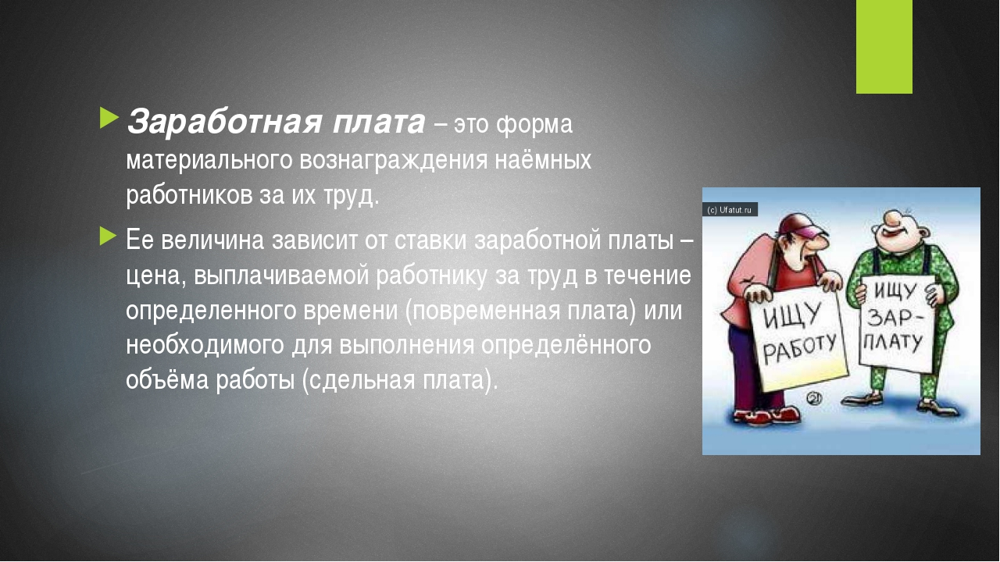 Заработная плата – это форма
материального вознаграждения наёмных
работников за их труд.
Ее величина зависит от ставки заработной платы –
цена, выплачиваемой работнику за труд в течение
определенного времени (повременная плата) или
необходимого для выполнения определённого
объёма работы (сдельная плата).
(c) Ufatut.ru
ИЩУ
РАБОТУ
ИЩУ
ЗАР-
ПЛАТУ